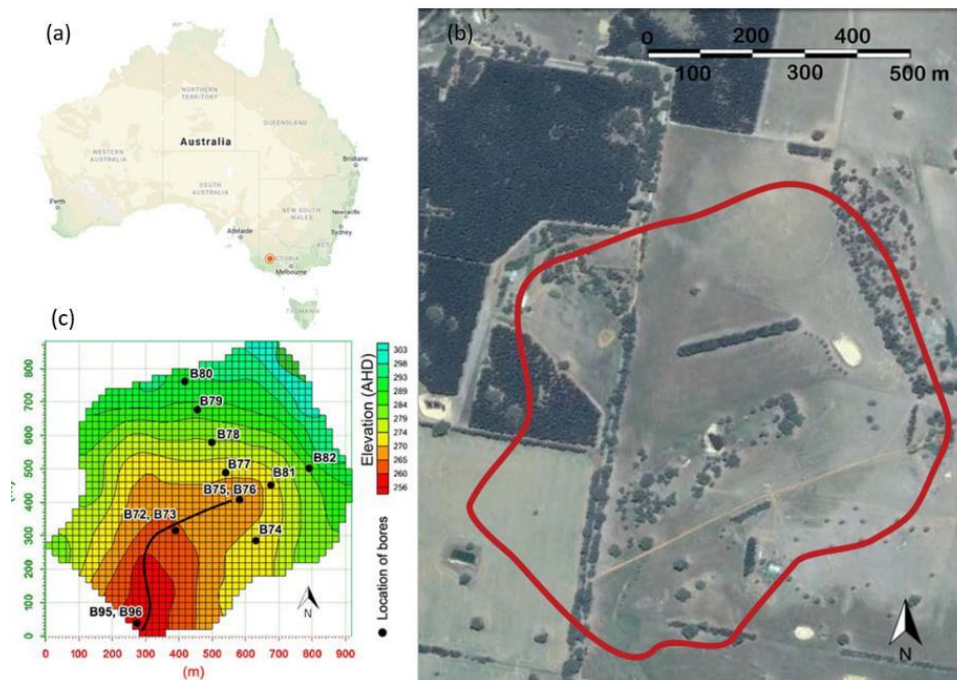 (a)
NORTHERN
TERRITORY
QUEENSLAND
Australia
WESTERN
AUSTRALIA
SOUTH
AUSTRALIA
Brisbane
NEW SOUTH
WALES
Perth
Newcastle
Adelaide
Sydney
Melbourne
TASMANIA
(b)
0 200 400
100 300 500 m
N
(c)
800
700
600
500
400
300
200
100
0
B80
B79
B78
B77
B82
B81
B75, B76
B72, B73
B74
B95, B96
N
0 100 200 300 400 500 600 700 800 900
(m)
303
298
293
289
284
279
274
270
265
260
256
Elevation (AHD)
Location of bores